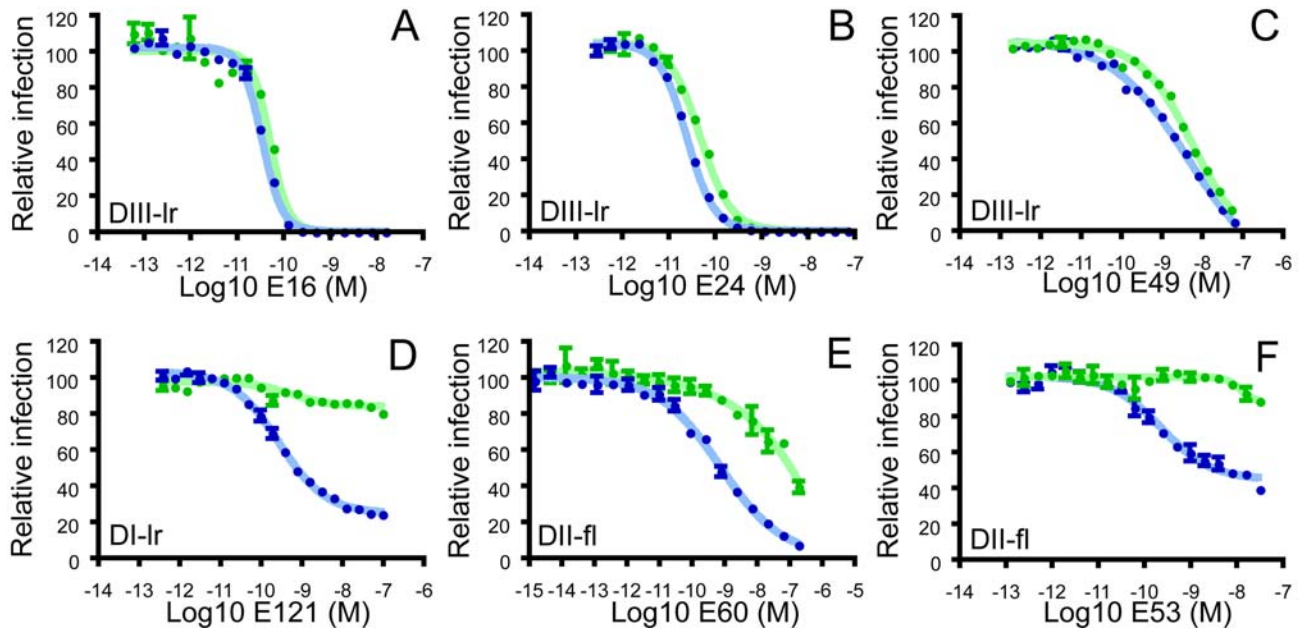 A
Relative infection
120
100
80
60
40
20
0
DIII-lr
-14 -13 -12 -11 -10 -9 -8 -7
Log10 E16 (M)
B
Relative infection
120
100
80
60
40
20
0
DIII-lr
-14 -13 -12 -11 -10 -9 -8 -7
Log10 E24 (M)
C
Relative infection
120
100
80
60
40
20
0
DIII-lr
-14 -13 -12 -11 -10 -9 -8 -7 -6
Log10 E49 (M)
D
Relative infection
120
100
80
60
40
20
0
DI-lr
-14 -13 -12 -11 -10 -9 -8 -7 -6
Log10 E121 (M)
E
Relative infection
120
100
80
60
40
20
0
DII-fl
-15 -14 -13 -12 -11 -10 -9 -8 -7 -6 -5
Log10 E60 (M)
F
Relative infection
120
100
80
60
40
20
0
DII-fl
-14 -13 -12 -11 -10 -9 -8 -7
Log10 E53 (M)